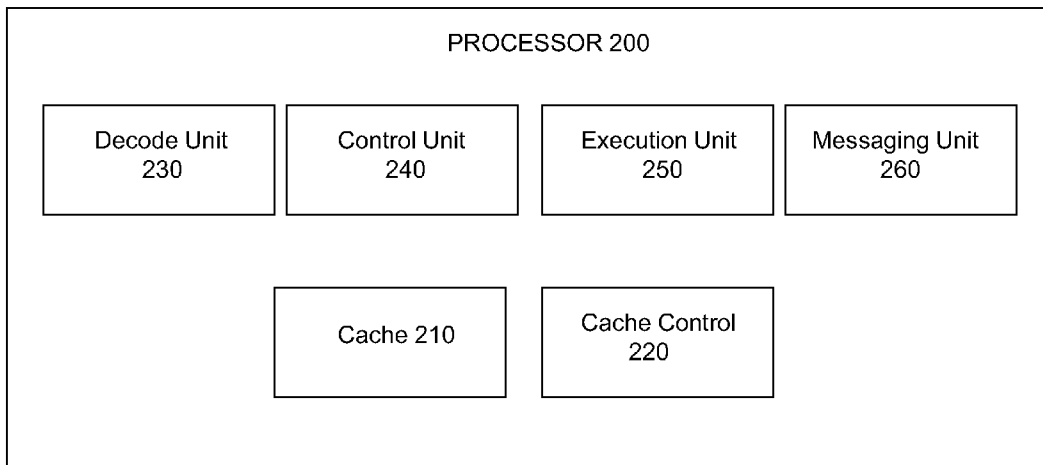 PROCESSOR 200
Decode Unit
230
Control Unit
240
Execution Unit
250
Messaging Unit
260
Cache 210
Cache Control
220